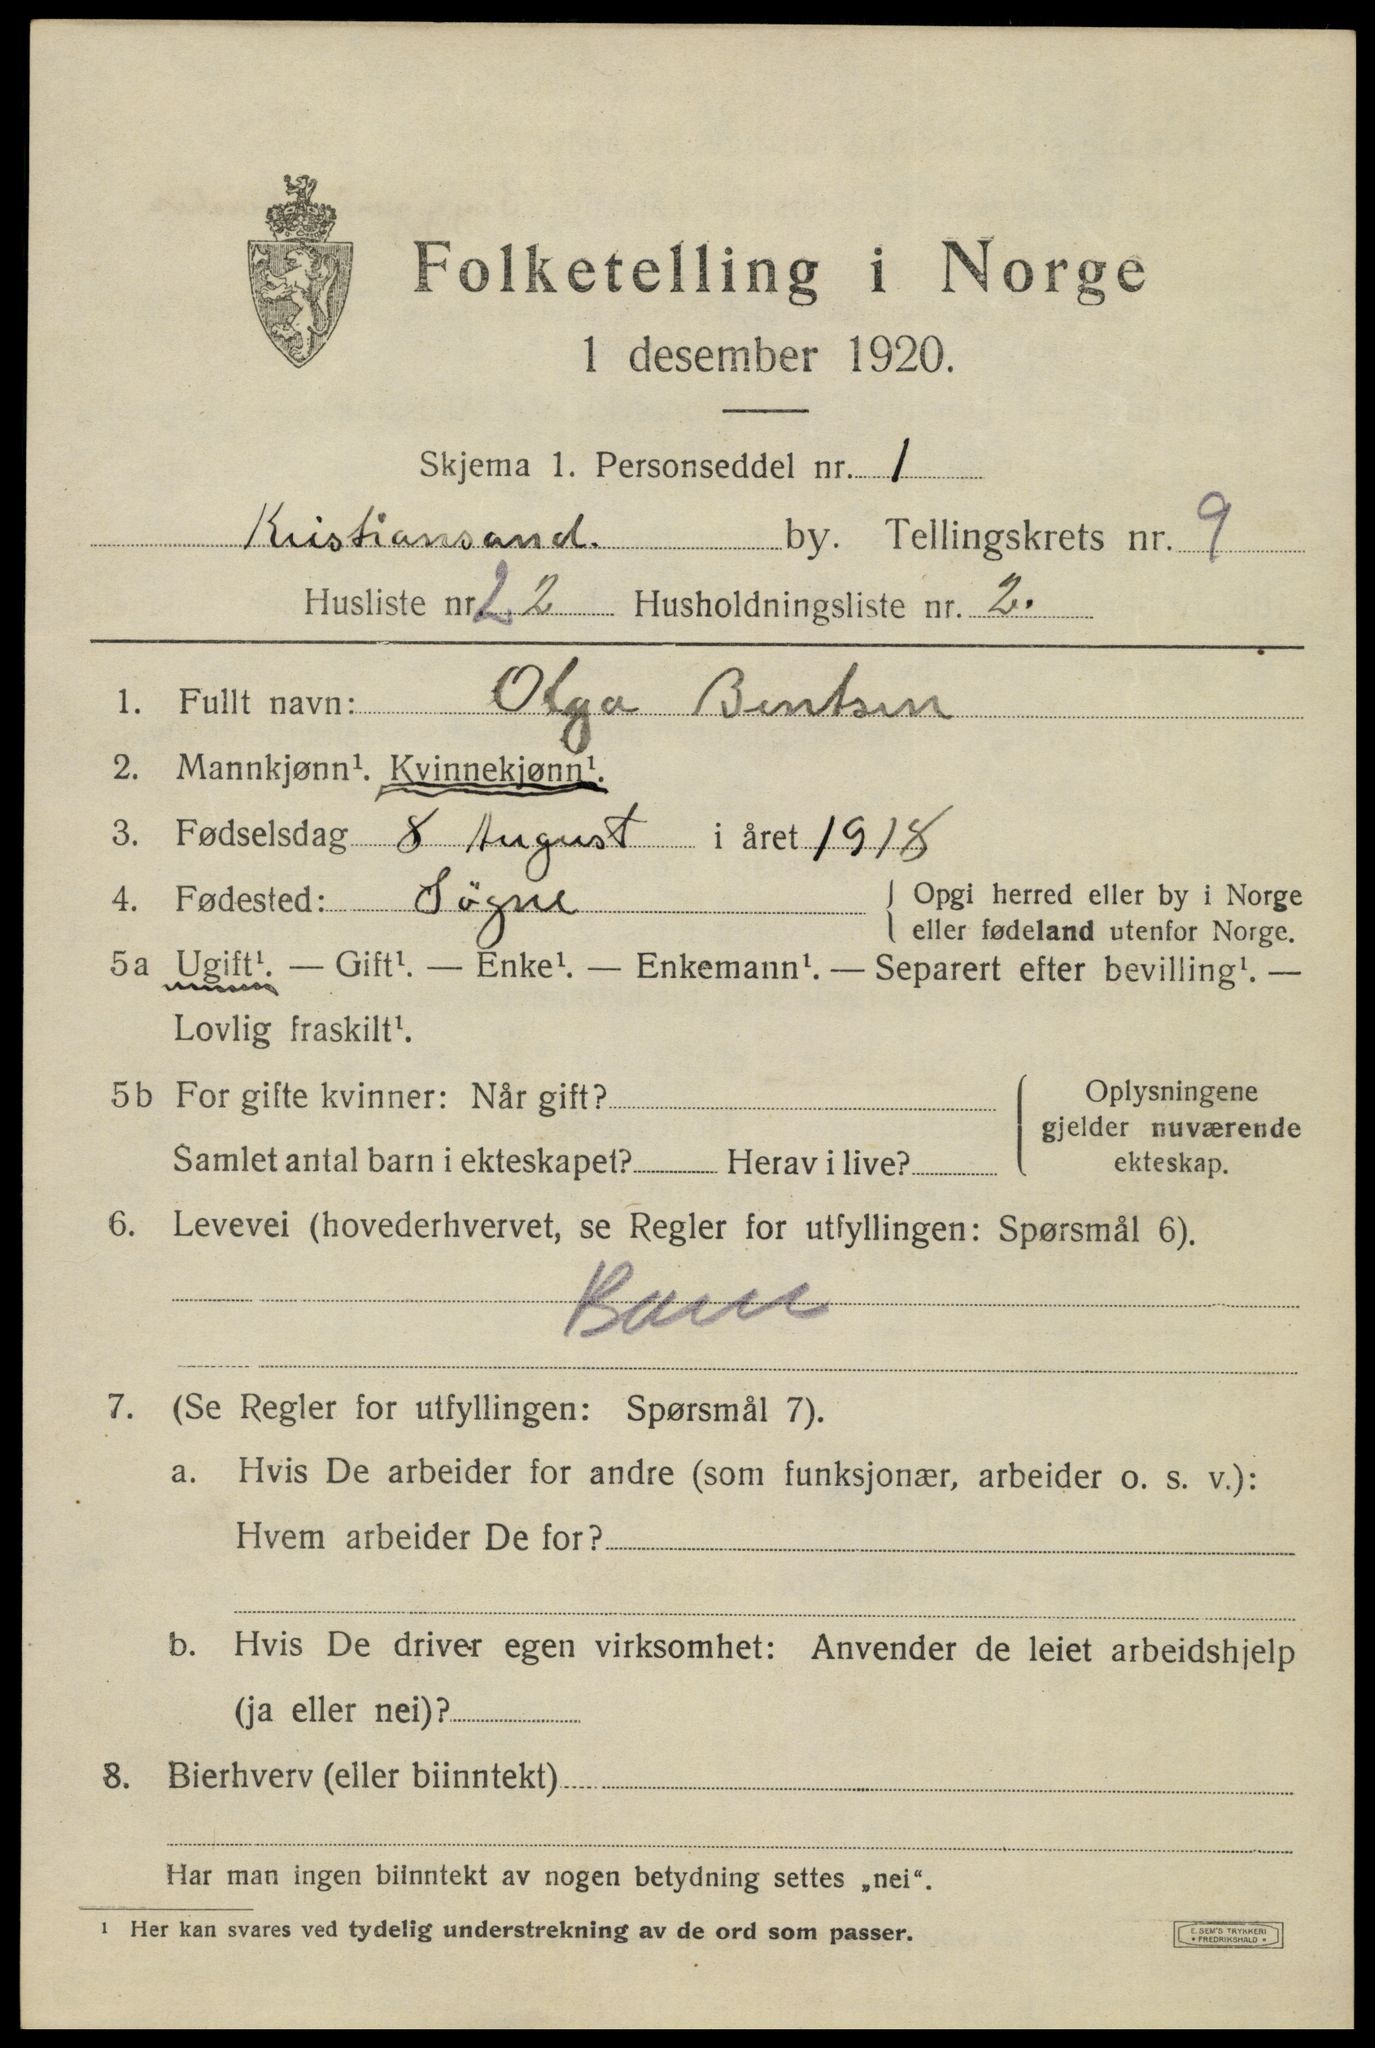 Folketelling i Norge
1 desember 1920.
Skjema 1. Personseddel nr. 1
Kristiansand. by. Tellingskrets nr. 9
Husliste nr. 22 Husholdningsliste nr. 2.
1. Fullt navn: Olga Bentsen
2. Mannkjønn¹. Kvinnekjønn¹.
3. Fødselsdag 8 August i året 1918
4. Fødested: Søgne { Opgi herred eller by i Norge
eller fødeland utenfor Norge.
5a Ugift¹. — Gift¹. — Enke¹. — Enkemann¹. — Separert efter bevilling¹. —
Lovlig fraskilt¹.
5b For gifte kvinner: Når gift? { Oplysningene
gjelder nuværende
Samlet antal barn i ekteskapet? Herav i live? ekteskap.
6. Levevei (hovederhvervet, se Regler for utfyllingen: Spørsmål 6).
Barn
7. (Se Regler for utfyllingen: Spørsmål 7).
a. Hvis De arbeider for andre (som funksjonær, arbeider o. s. v.):
Hvem arbeider De for?
b. Hvis De driver egen virksomhet: Anvender de leiet arbeidshjelp
(ja eller nei)?
8. Bierhverv (eller biinntekt)
Har man ingen biinntekt av nogen betydning settes „nei“.
¹ Her kan svares ved tydelig understrekning av de ord som passer.
E. SEM'S TRYKKERI
• FREDRIKSHALD •